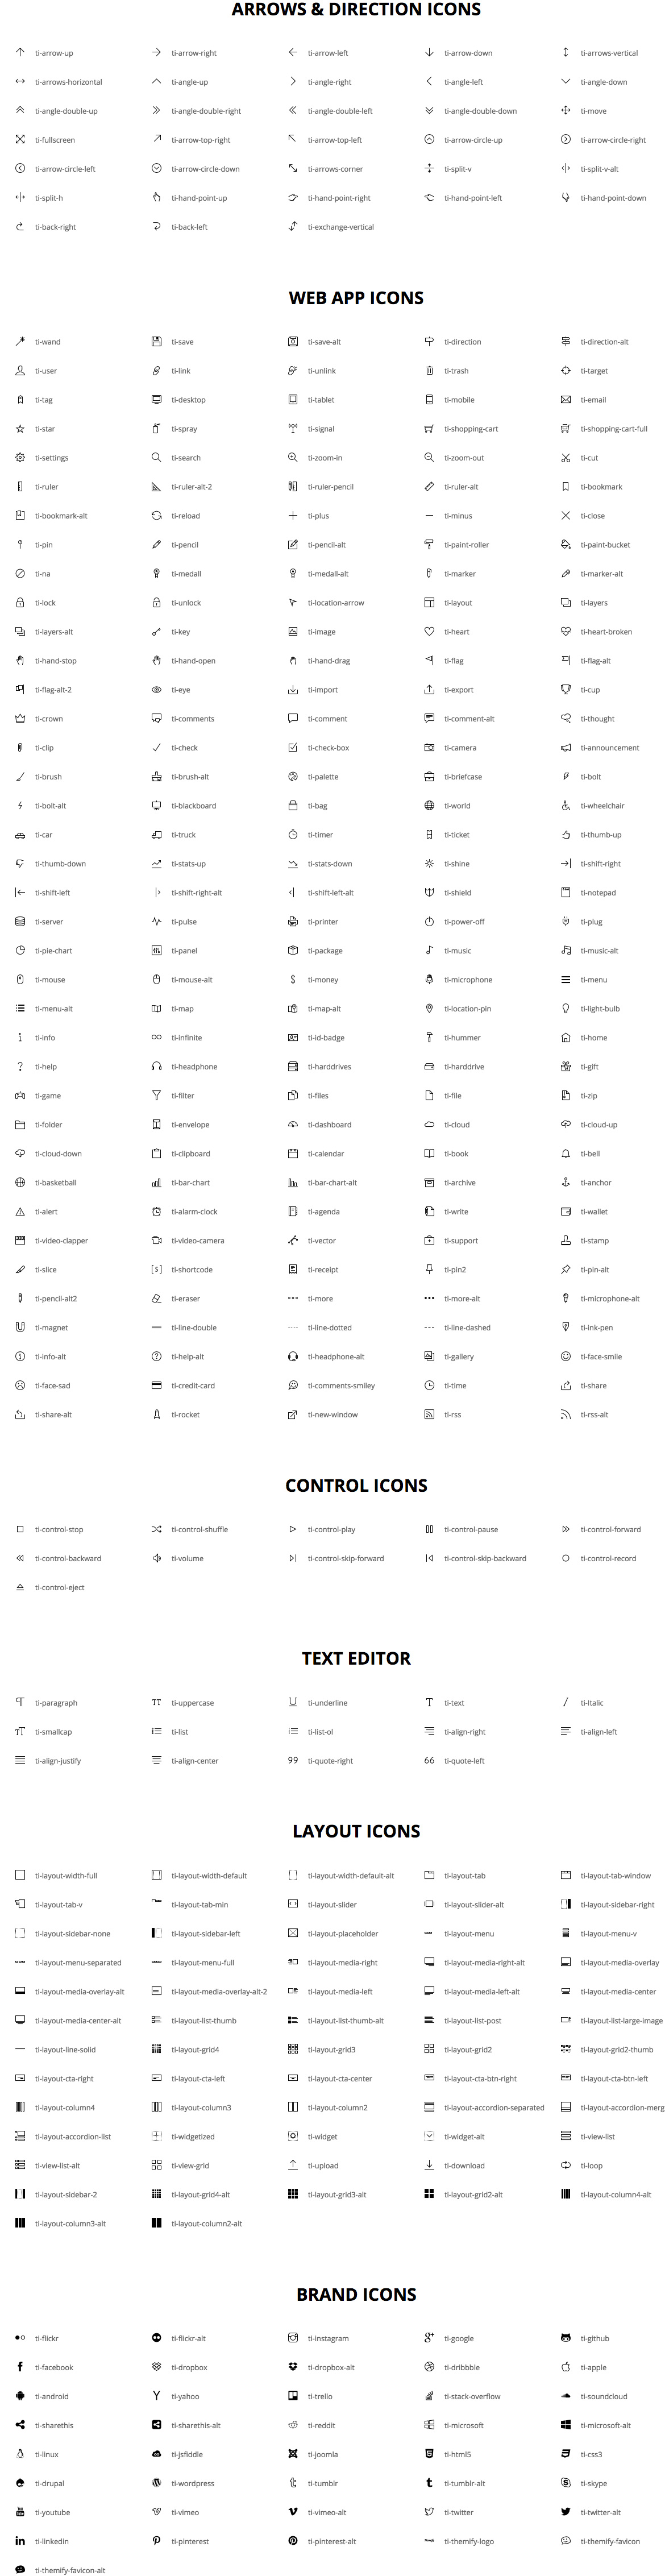 ARROWS & DIRECTION ICONS
ti-arrow-up ti-arrow-right ti-arrow-left ti-arrow-down ti-arrows-vertical
ti-arrows-horizontal ti-angle-up ti-angle-right ti-angle-left ti-angle-down
ti-angle-double-up ti-angle-double-right ti-angle-double-left ti-angle-double-down ti-move
ti-fullscreen ti-arrow-top-right ti-arrow-top-left ti-arrow-circle-up ti-arrow-circle-right
ti-arrow-circle-left ti-arrow-circle-down ti-arrows-corner ti-split-v ti-split-v-alt
ti-split-h ti-hand-point-up ti-hand-point-right ti-hand-point-left ti-hand-point-down
ti-back-right ti-back-left ti-exchange-vertical
WEB APP ICONS
ti-wand ti-save ti-save-alt ti-direction ti-direction-alt
ti-user ti-link ti-unlink ti-trash ti-target
ti-tag ti-desktop ti-tablet ti-mobile ti-email
ti-star ti-spray ti-signal ti-shopping-cart ti-shopping-cart-full
ti-settings ti-search ti-zoom-in ti-zoom-out ti-cut
ti-ruler ti-ruler-alt-2 ti-ruler-pencil ti-ruler-alt ti-bookmark
ti-bookmark-alt ti-reload ti-plus ti-minus ti-close
ti-pin ti-pencil ti-pencil-alt ti-paint-roller ti-paint-bucket
ti-na ti-medall ti-medall-alt ti-marker ti-marker-alt
ti-lock ti-unlock ti-location-arrow ti-layout ti-layers
ti-layers-alt ti-key ti-image ti-heart ti-heart-broken
ti-hand-stop ti-hand-open ti-hand-drag ti-flag ti-flag-alt
ti-flag-alt-2 ti-eye ti-import ti-export ti-cup
ti-crown ti-comments ti-comment ti-comment-alt ti-thought
ti-clip ti-check ti-check-box ti-camera ti-announcement
ti-brush ti-brush-alt ti-palette ti-briefcase ti-bolt
ti-bolt-alt ti-blackboard ti-bag ti-world ti-wheelchair
ti-car ti-truck ti-timer ti-ticket ti-thumb-up
ti-thumb-down ti-stats-up ti-stats-down ti-shine ti-shift-right
ti-shift-left ti-shift-right-alt ti-shift-left-alt ti-shield ti-notepad
ti-server ti-pulse ti-printer ti-power-off ti-plug
ti-pie-chart ti-panel ti-package ti-music ti-music-alt
ti-mouse ti-mouse-alt ti-money ti-microphone ti-menu
ti-menu-alt ti-map ti-map-alt ti-location-pin ti-light-bulb
ti-info ti-infinite ti-id-badge ti-hummer ti-home
ti-help ti-headphone ti-harddrives ti-harddrive ti-gift
ti-game ti-filter ti-files ti-file ti-zip
ti-folder ti-envelope ti-dashboard ti-cloud ti-cloud-up
ti-cloud-down ti-clipboard ti-calendar ti-book ti-bell
ti-basketball ti-bar-chart ti-bar-chart-alt ti-archive ti-anchor
ti-alert ti-alarm-clock ti-agenda ti-write ti-wallet
ti-video-clapper ti-video-camera ti-vector ti-support ti-stamp
ti-slice ti-shortcode ti-receipt ti-pin2 ti-pin-alt
ti-pencil-alt2 ti-eraser ti-more ti-more-alt ti-microphone-alt
ti-magnet ti-line-double ti-line-dotted ti-line-dashed ti-ink-pen
ti-info-alt ti-help-alt ti-headphone-alt ti-gallery ti-face-smile
ti-face-sad ti-credit-card ti-comments-smiley ti-time ti-share
ti-share-alt ti-rocket ti-new-window ti-rss ti-rss-alt
CONTROL ICONS
ti-control-stop ti-control-shuffle ti-control-play ti-control-pause ti-control-forward
ti-control-backward ti-volume ti-control-skip-forward ti-control-skip-backward ti-control-record
ti-control-eject
TEXT EDITOR
ti-paragraph ti-uppercase ti-underline ti-text ti-Italic
ti-smallcap ti-list ti-list-ol ti-align-right ti-align-left
ti-align-justify ti-align-center ti-quote-right ti-quote-left
LAYOUT ICONS
ti-layout-width-full ti-layout-width-default ti-layout-width-default-alt ti-layout-tab ti-layout-tab-window
ti-layout-tab-v ti-layout-tab-min ti-layout-slider ti-layout-slider-alt ti-layout-sidebar-right
ti-layout-sidebar-none ti-layout-sidebar-left ti-layout-placeholder ti-layout-menu ti-layout-menu-v
ti-layout-menu-separated ti-layout-menu-full ti-layout-media-right ti-layout-media-right-alt ti-layout-media-overlay
ti-layout-media-overlay-alt ti-layout-media-overlay-alt-2 ti-layout-media-left ti-layout-media-left-alt ti-layout-media-center
ti-layout-media-center-alt ti-layout-list-thumb ti-layout-list-thumb-alt ti-layout-list-post ti-layout-list-large-image
ti-layout-line-solid ti-layout-grid4 ti-layout-grid3 ti-layout-grid2 ti-layout-grid2-thumb
ti-layout-cta-right ti-layout-cta-left ti-layout-cta-center ti-layout-cta-btn-right ti-layout-cta-btn-left
ti-layout-column4 ti-layout-column3 ti-layout-column2 ti-layout-accordion-separated ti-layout-accordion-merg
ti-layout-accordion-list ti-widgetized ti-widget ti-widget-alt ti-view-list
ti-view-list-alt ti-view-grid ti-upload ti-download ti-loop
ti-layout-sidebar-2 ti-layout-grid4-alt ti-layout-grid3-alt ti-layout-grid2-alt ti-layout-column4-alt
ti-layout-column3-alt ti-layout-column2-alt
BRAND ICONS
ti-flickr ti-flickr-alt ti-instagram ti-google ti-github
ti-facebook ti-dropbox ti-dropbox-alt ti-dribbble ti-apple
ti-android ti-yahoo ti-trello ti-stack-overflow ti-soundcloud
ti-sharethis ti-sharethis-alt ti-reddit ti-microsoft ti-microsoft-alt
ti-linux ti-jsfiddle ti-joomla ti-html5 ti-css3
ti-drupal ti-wordpress ti-tumblr ti-tumblr-alt ti-skype
ti-youtube ti-vimeo ti-vimeo-alt ti-twitter ti-twitter-alt
ti-linkedin ti-pinterest ti-pinterest-alt ti-themify-logo ti-themify-favicon
ti-themify-favicon-alt